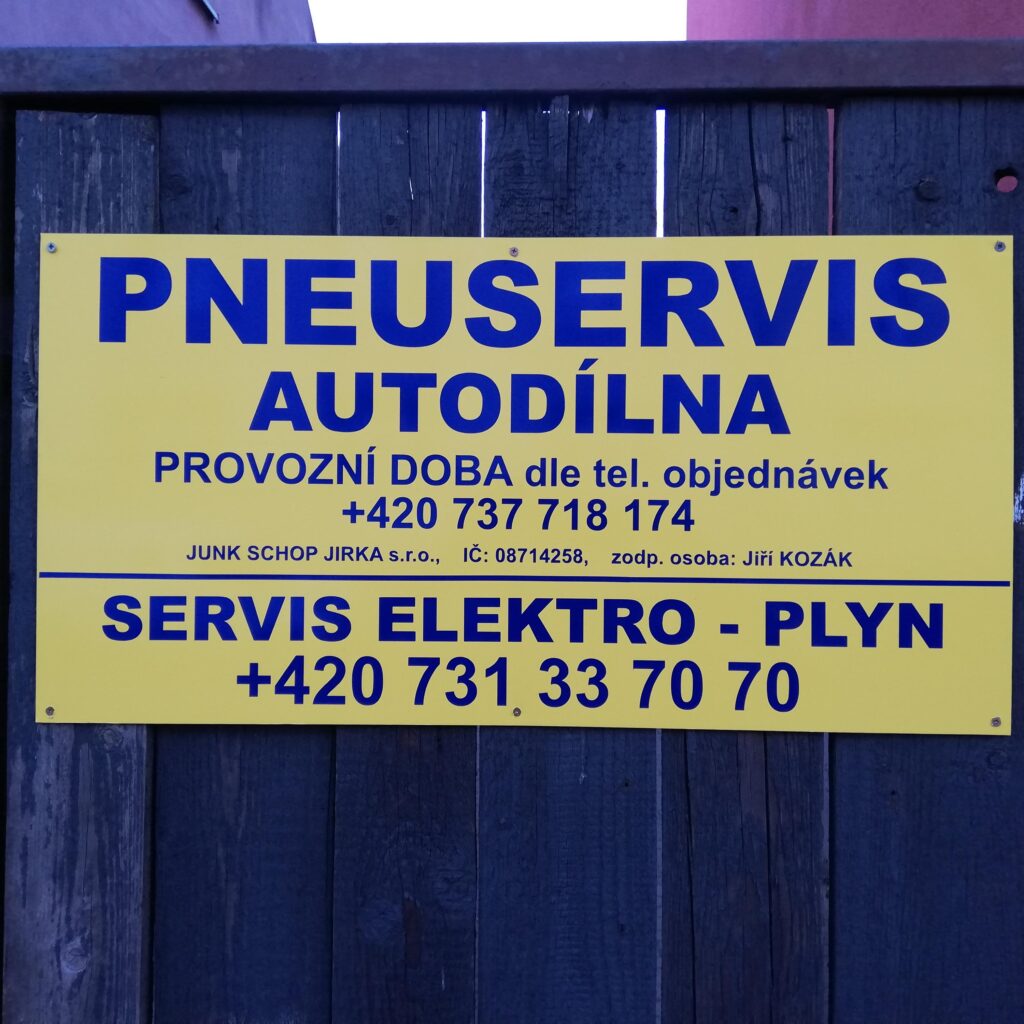 PNEUSERVIS
AUTODÍLNA
PROVOZNÍ DOBA dle tel. objednávek
+420 737 718 174
JUNK SCHOP JIRKA s.r.o., IČ: 08714258, zodp. osoba: Jiří KOZÁK
SERVIS ELEKTRO - PLYN
+420 731 33 70 70